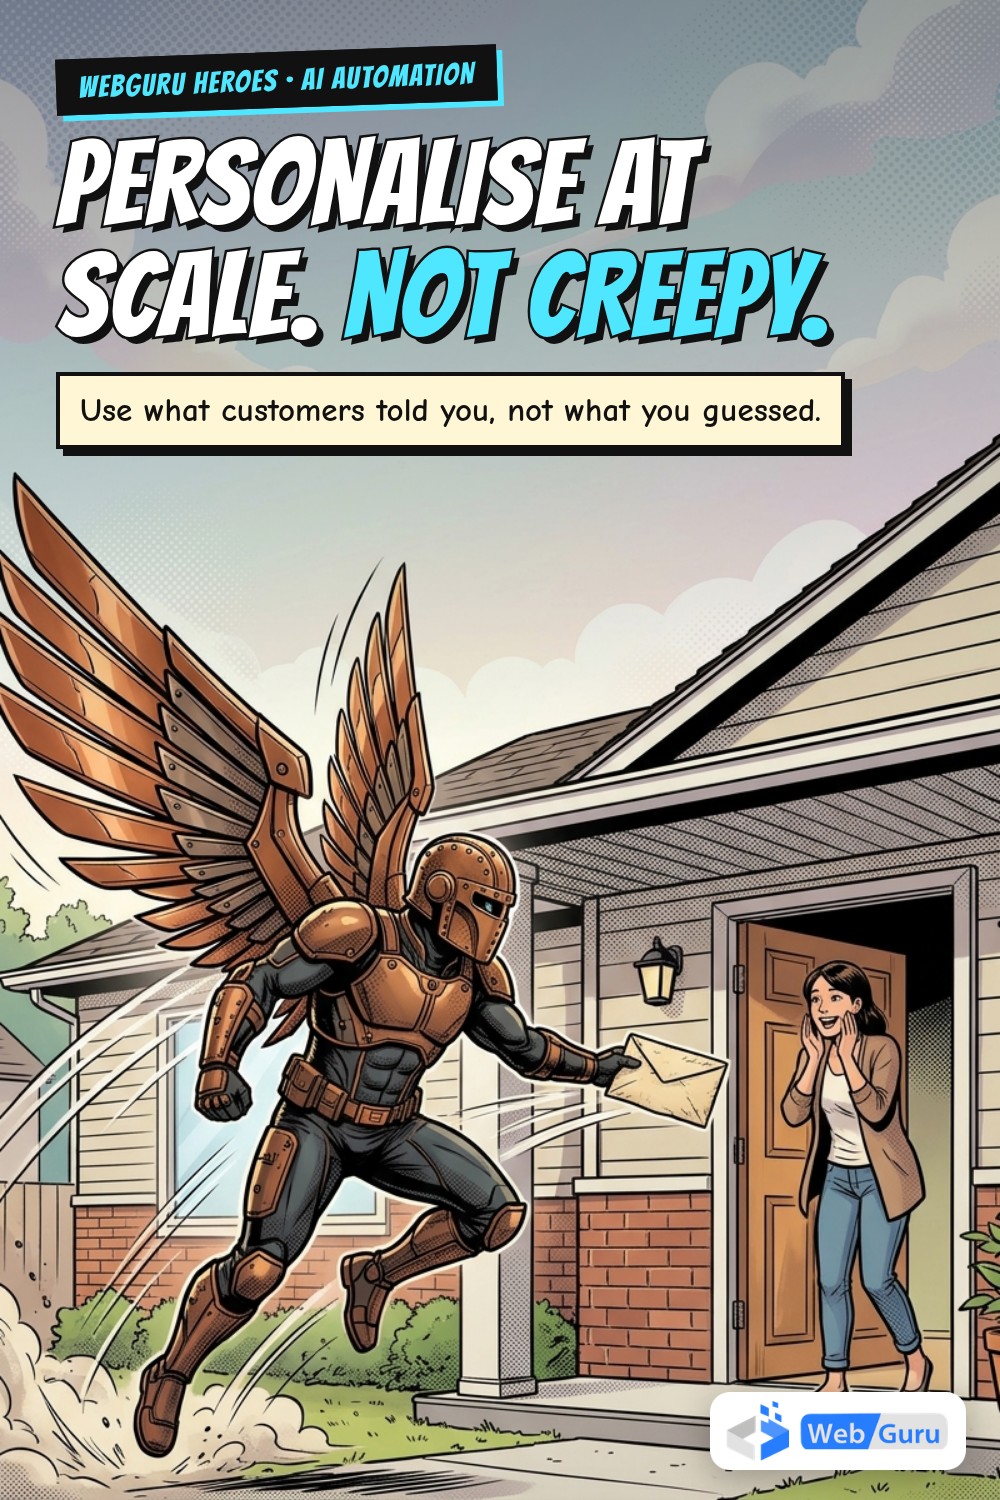 WEBGURU HEROES · AI AUTOMATION
PERSONALISE AT
SCALE. NOT CREEPY.
Use what customers told you, not what you guessed.
Web Guru